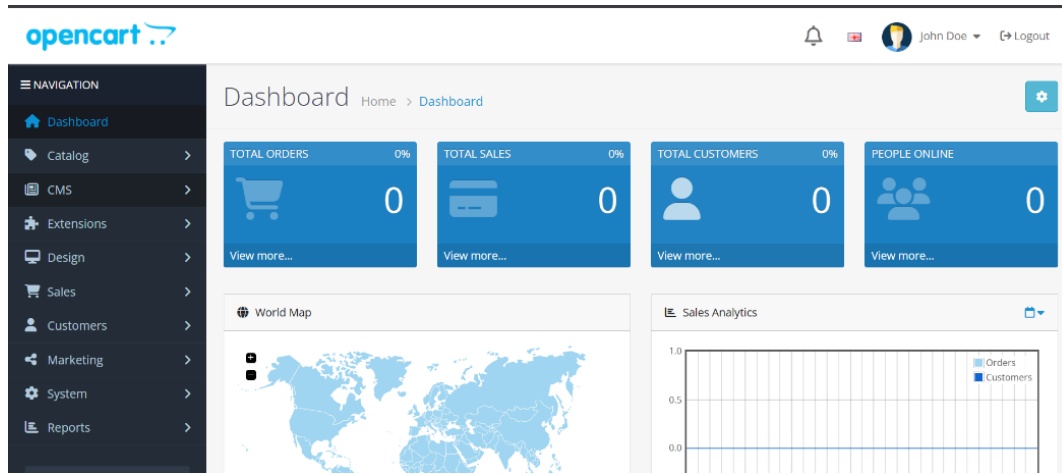 opencart
John Doe
Logout
NAVIGATION
Dashboard
Catalog
CMS
Extensions
Design
Sales
Customers
Marketing
System
Reports
Dashboard Home > Dashboard
TOTAL ORDERS 0%
0
View more...
TOTAL SALES 0%
0
View more...
TOTAL CUSTOMERS 0%
0
View more...
PEOPLE ONLINE
0
View more...
World Map
+
-
Sales Analytics
1.0
0.5
0.0
Orders
Customers